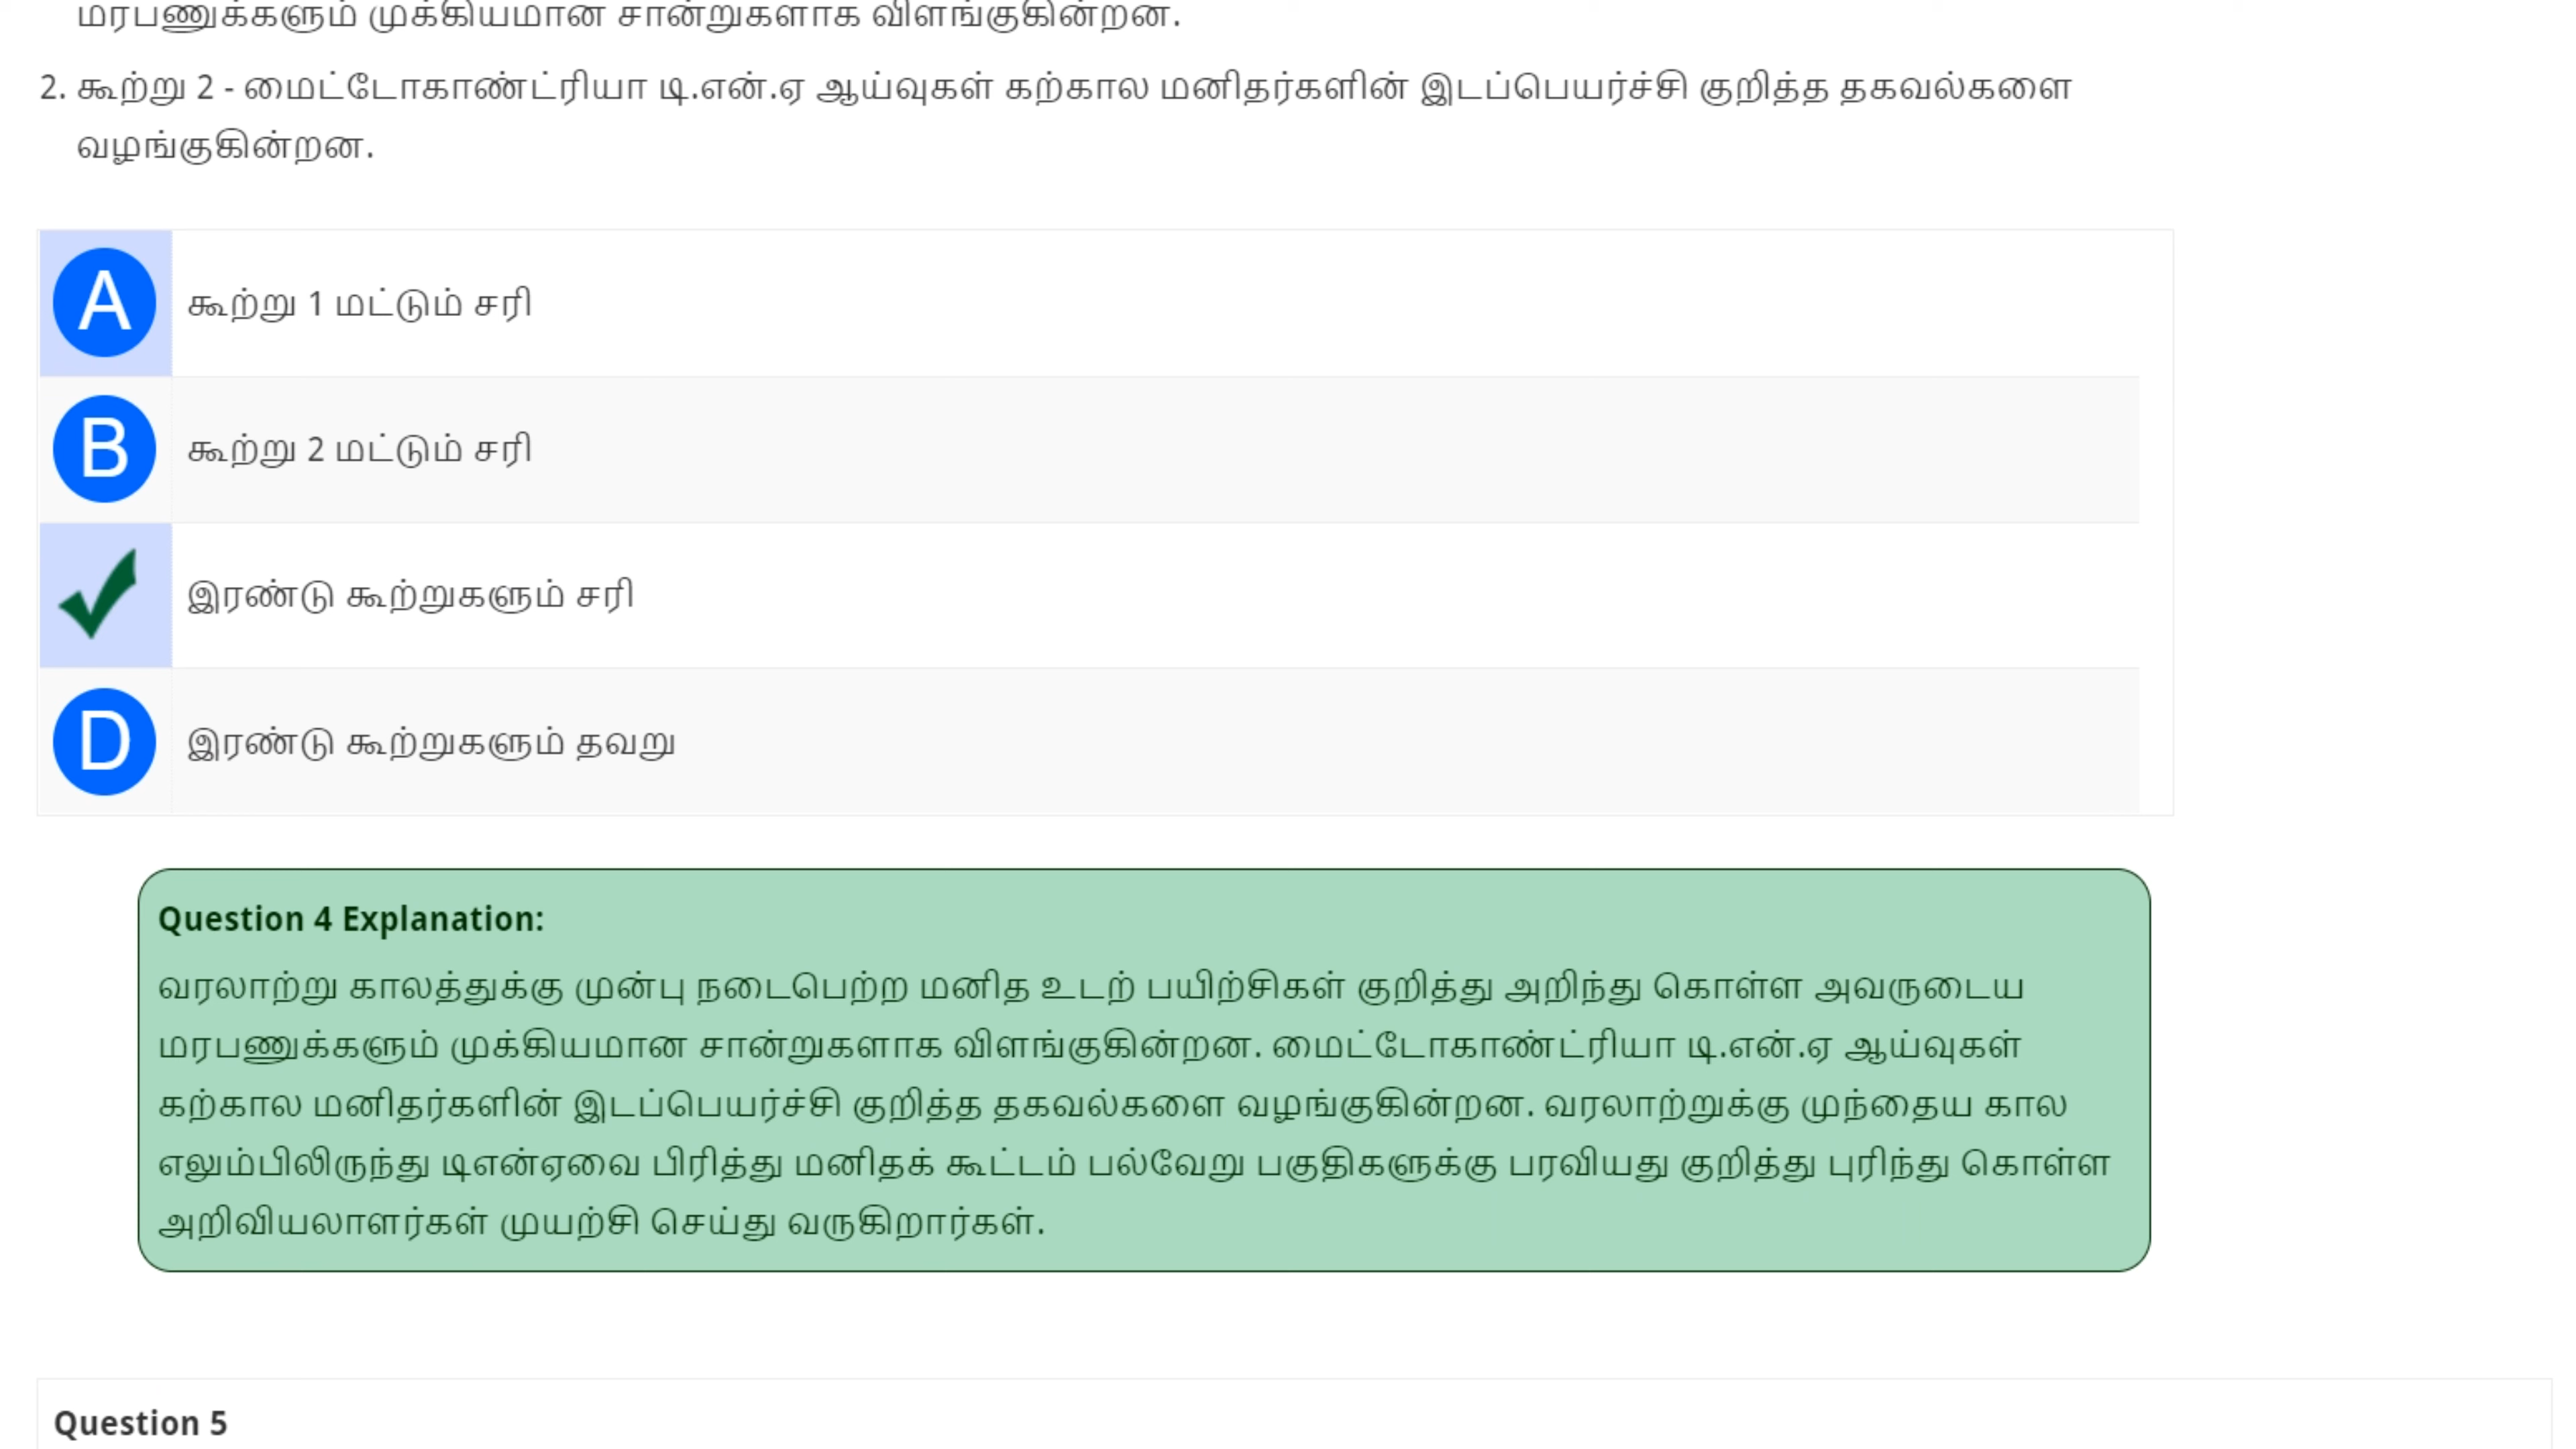 மரபணுக்களும் முக்கியமான சான்றுகளாக விளங்குகின்றன.
2. கூற்று 2 - மைட்டோகாண்ட்ரியா டி.என்.ஏ ஆய்வுகள் கற்கால மனிதர்களின் இடப்பெயர்ச்சி குறித்த தகவல்களை
வழங்குகின்றன.
A கூற்று 1 மட்டும் சரி
B கூற்று 2 மட்டும் சரி
இரண்டு கூற்றுகளும் சரி
D இரண்டு கூற்றுகளும் தவறு
Question 4 Explanation:
வரலாற்று காலத்துக்கு முன்பு நடைபெற்ற மனித உடற் பயிற்சிகள் குறித்து அறிந்து கொள்ள அவருடைய
மரபணுக்களும் முக்கியமான சான்றுகளாக விளங்குகின்றன. மைட்டோகாண்ட்ரியா டி.என்.ஏ ஆய்வுகள்
கற்கால மனிதர்களின் இடப்பெயர்ச்சி குறித்த தகவல்களை வழங்குகின்றன. வரலாற்றுக்கு முந்தைய கால
எலும்பிலிருந்து டிஎன்ஏவை பிரித்து மனிதக் கூட்டம் பல்வேறு பகுதிகளுக்கு பரவியது குறித்து புரிந்து கொள்ள
அறிவியலாளர்கள் முயற்சி செய்து வருகிறார்கள்.
Question 5